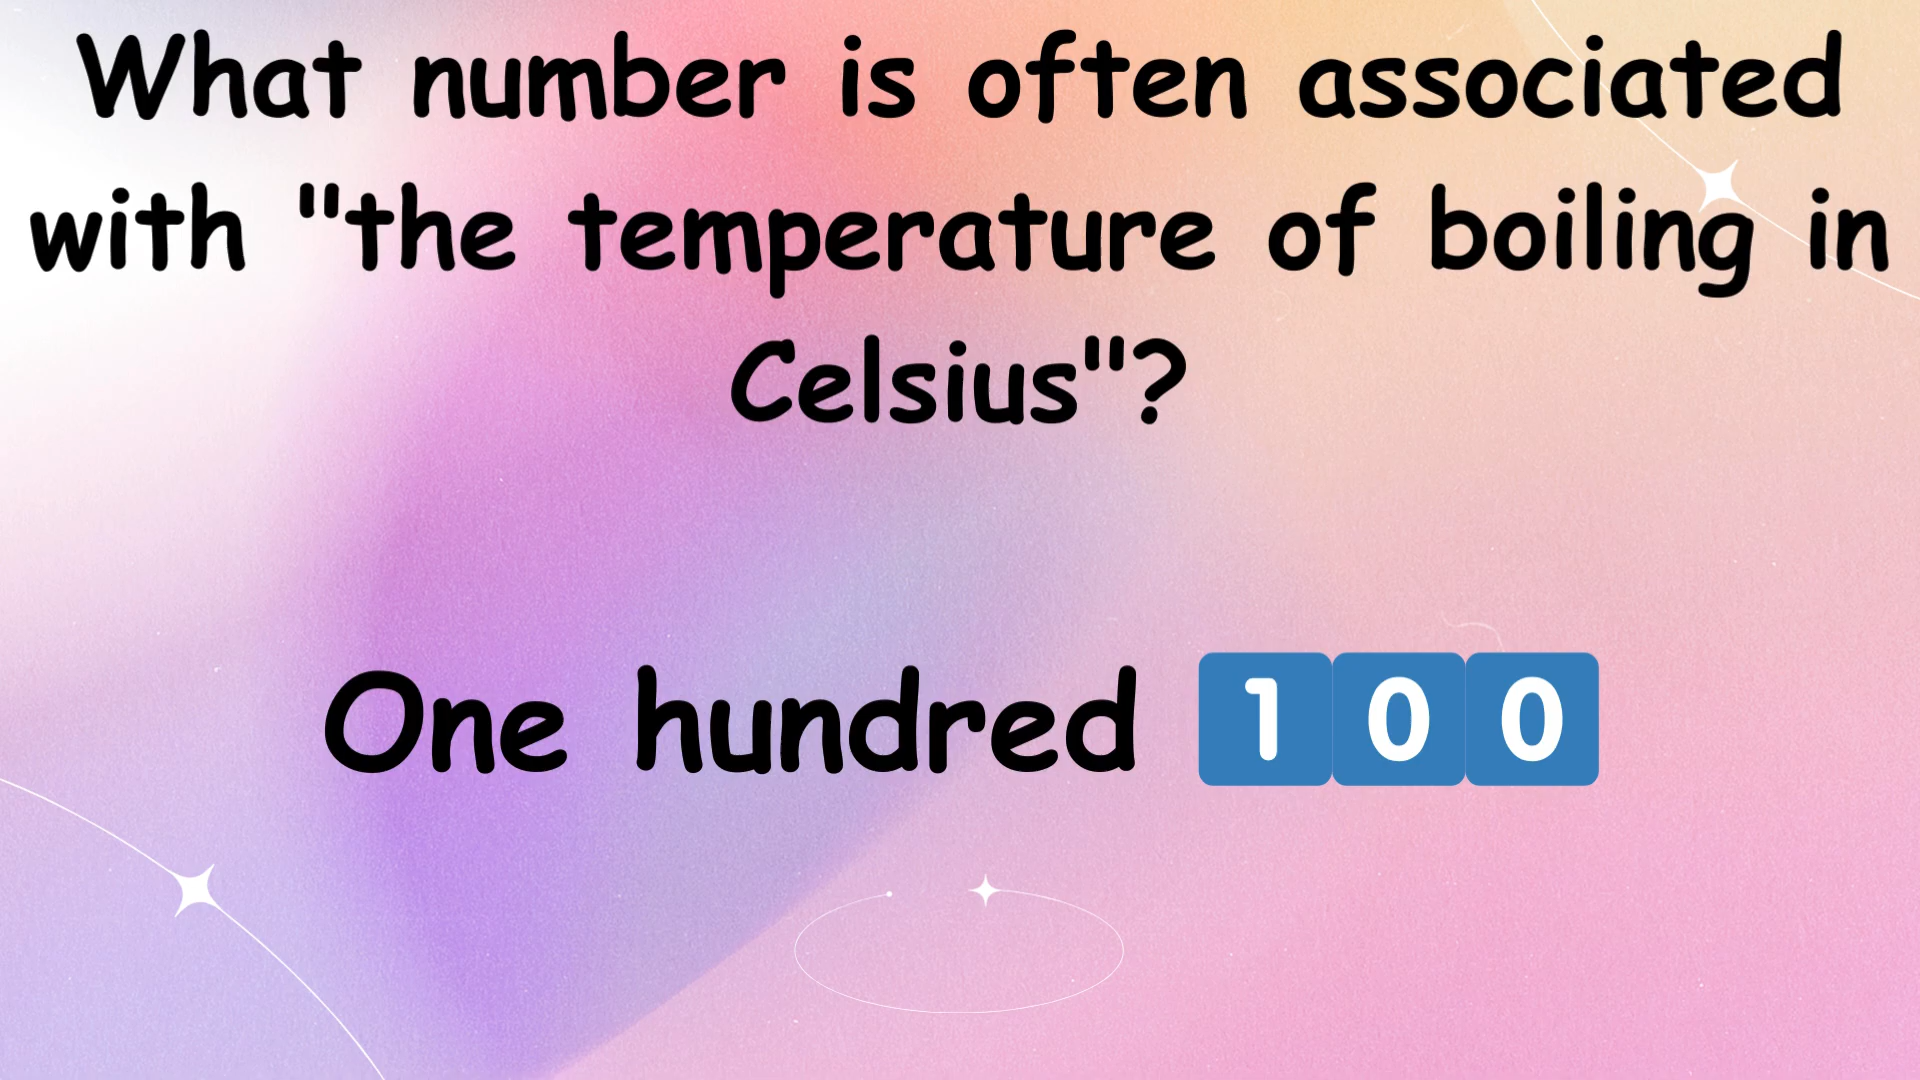 What number is often associated
with "the temperature of boiling in
Celsius"?
One hundred 1️⃣0️⃣0️⃣